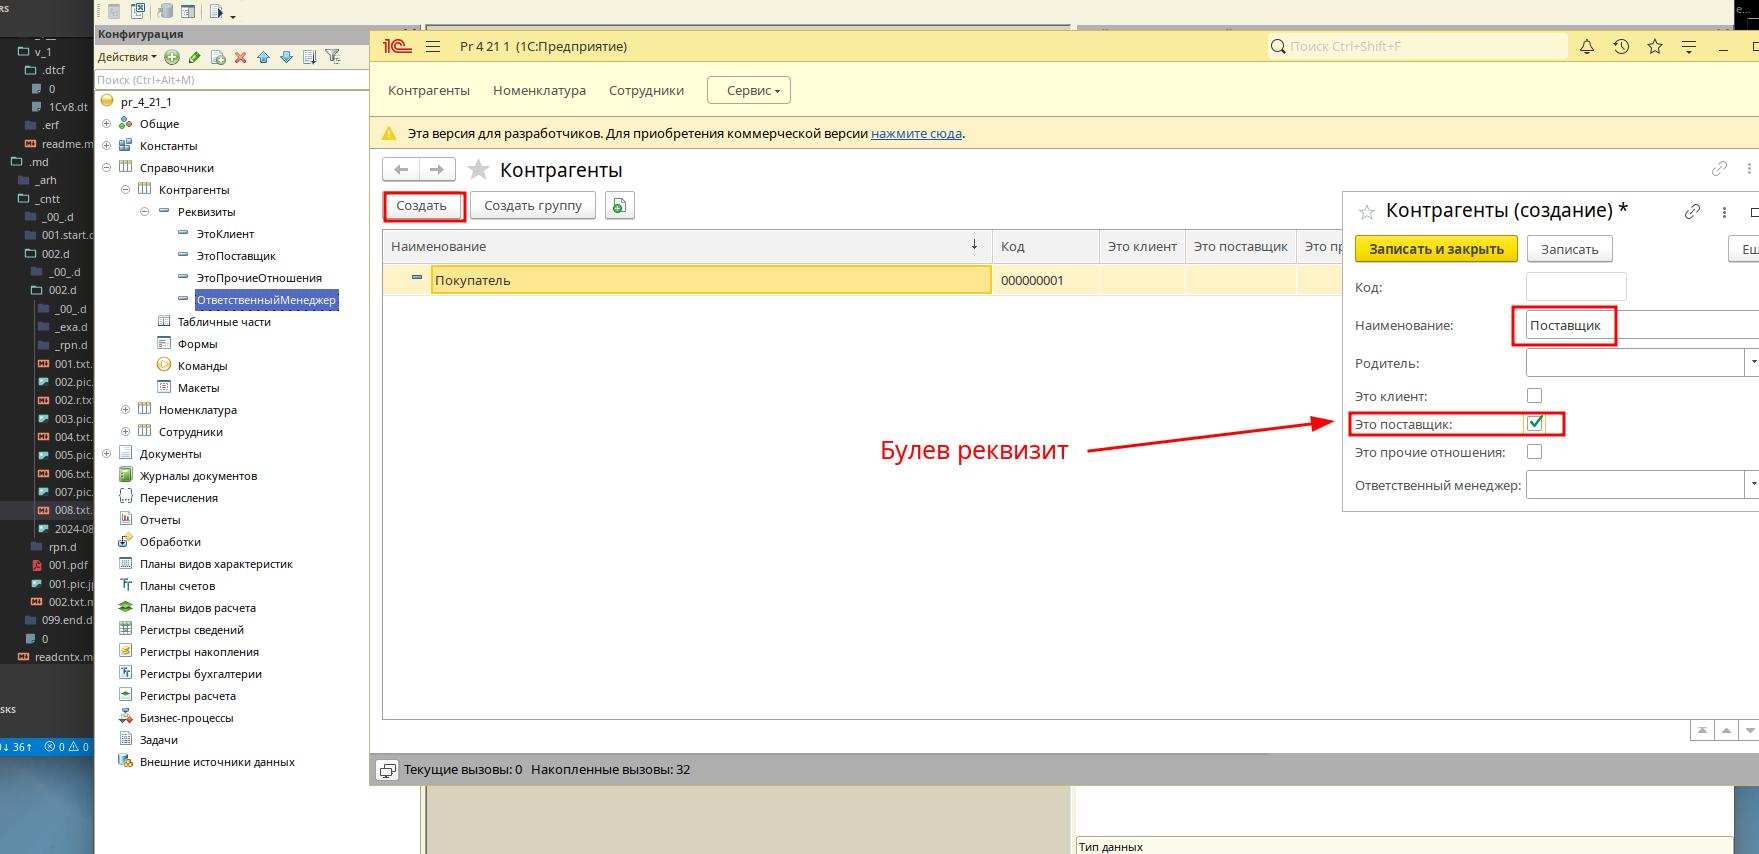 RS
v_1
.dtcf
0
1Cv8.dt
.erf
readme.m
.md
_arh
_cntt
_00_.d
001.start.d
002.d
_00_.d
002.d
_00_.d
_exa.d
_rpn.d
001.txt.
002.pic.
002.r.txt
003.pic.
004.txt.
005.pic.
006.txt.
007.pic.
008.txt.
2024-08
rpn.d
001.pdf
001.pic.j
002.txt.m
099.end.d
0
readcntx.m
SKS
0↓ 36↑ 0 0
Конфигурация
Действия
Поиск (Ctrl+Alt+M)
pr_4_21_1
Общие
Константы
Справочники
Контрагенты
Реквизиты
ЭтоКлиент
ЭтоПоставщик
ЭтоПрочиеОтношения
ОтветственныйМенеджер
Табличные части
Формы
Команды
Макеты
Номенклатура
Сотрудники
Документы
Журналы документов
Перечисления
Отчеты
Обработки
Планы видов характеристик
Планы счетов
Планы видов расчета
Регистры сведений
Регистры накопления
Регистры бухгалтерии
Регистры расчета
Бизнес-процессы
Задачи
Внешние источники данных
1С Pr 4 21 1 (1С:Предприятие) Поиск Ctrl+Shift+F
Контрагенты Номенклатура Сотрудники Сервис
Эта версия для разработчиков. Для приобретения коммерческой версии нажмите сюда.
Контрагенты
Создать Создать группу
Наименование ↓ Код Это клиент Это поставщик Это пр
Покупатель 000000001
Булев реквизит
Контрагенты (создание) *
Записать и закрыть Записать Ещ
Код:
Наименование: Поставщик
Родитель:
Это клиент:
Это поставщик:
Это прочие отношения:
Ответственный менеджер:
Текущие вызовы: 0 Накопленные вызовы: 32
Тип данных
e...